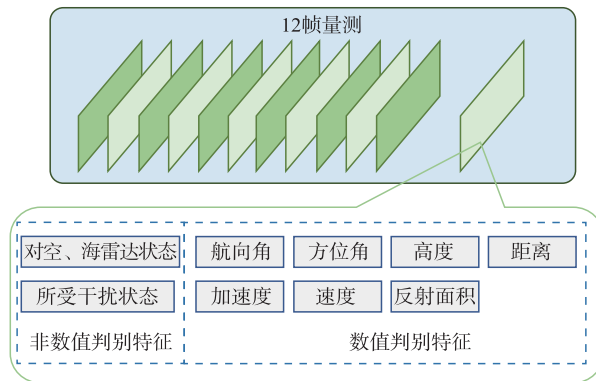 12帧量测
对空、海雷达状态
航向角
方位角
高度
距离
所受干扰状态
加速度
速度
反射面积
非数值判别特征
数值判别特征